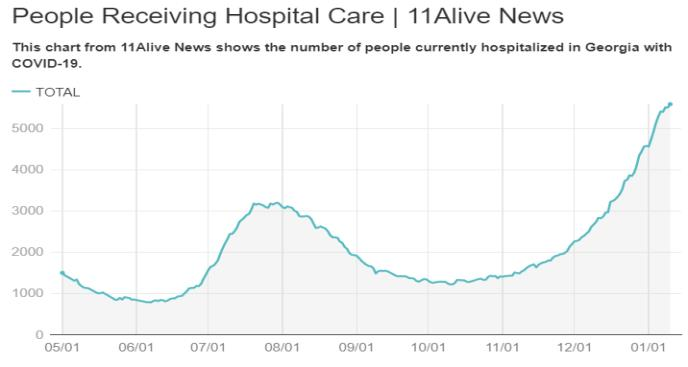 People Receiving Hospital Care | 11Alive News
This chart from 11Alive News shows the number of people currently hospitalized in Georgia with
COVID-19.
TOTAL
5000
4000
3000
2000
1000
0
05/01 06/01 07/01 08/01 09/01 10/01 11/01 12/01 01/01